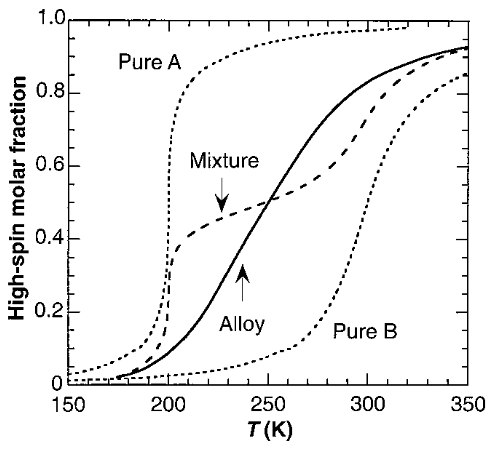 1.0
Pure A
0.8
0.6
Mixture
High-spin molar fraction
0.4
0.2
Alloy
Pure B
0
150 200 250 300 350
T (K)